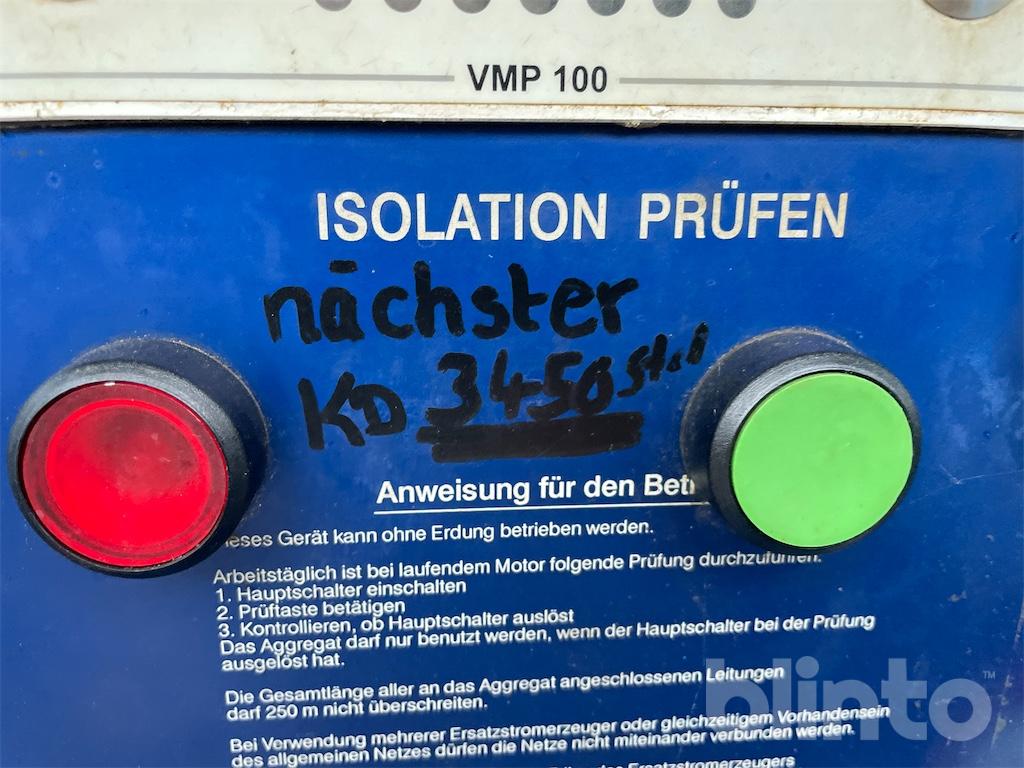 VMP 100
ISOLATION PRÜFEN
nächster
KD 3450 Std
Anweisung für den Bet
ieses Gerät kann ohne Erdung betrieben werden.
Arbeitstäglich ist bei laufendem Motor folgende Prüfung durchzuführen:
1. Hauptschalter einschalten
2. Prüftaste betätigen
3. Kontrollieren, ob Hauptschalter auslöst
Das Aggregat darf nur benutzt werden, wenn der Hauptschalter bei der Prüfung
ausgelöst hat.
Die Gesamtlänge aller an das Aggregat angeschlossenen Leitungen
darf 250 m nicht überschreiten.
Bei Verwendung mehrerer Ersatzstromerzeuger oder gleichzeitigem Vorhandensein
des allgemeinen Netzes dürfen die Netze nicht miteinander verbunden werden.
des Ersatzstromerzeugers
blinto™